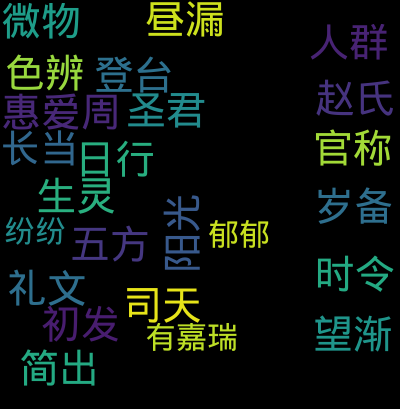 微物
昼漏
人群
色辨
登台
赵氏
惠爱周
圣君
长当
日行
官称
生灵
岁备
阳光
纷纷
五方
郁郁
时令
礼文
司天
初发
有嘉瑞
望渐
简出